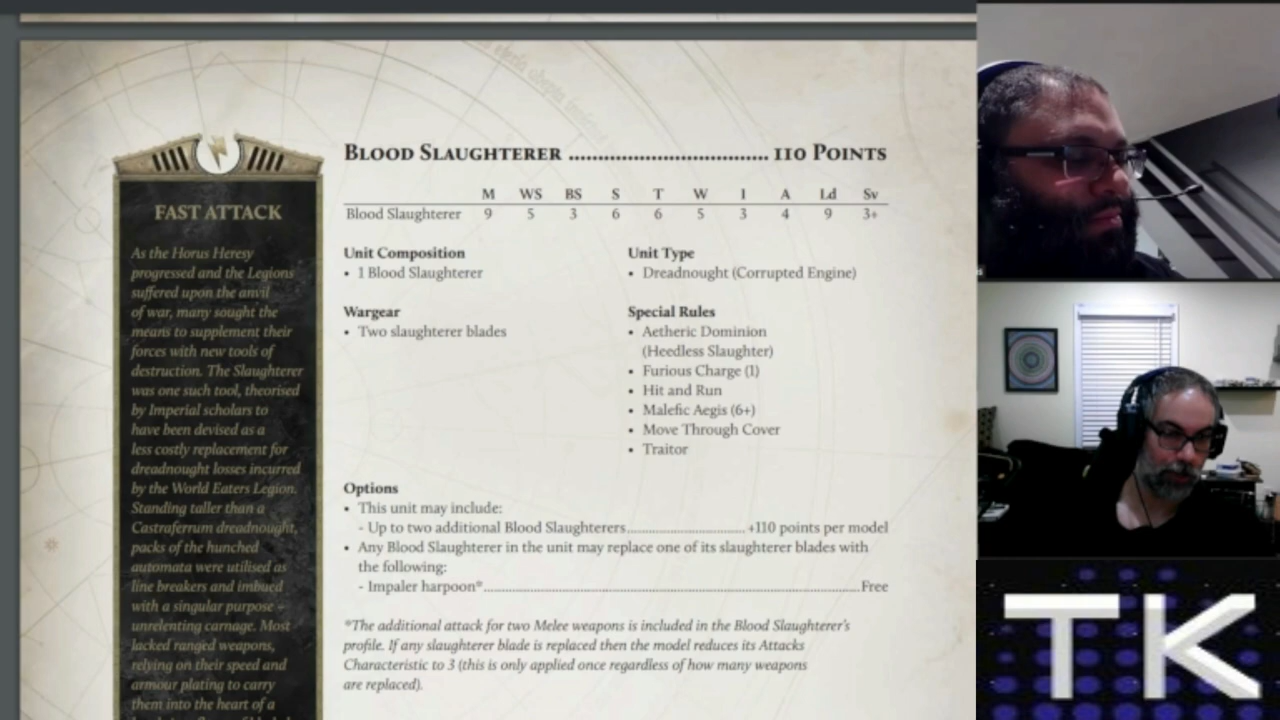 BLOOD SLAUGHTERER .................................. 110 POINTS
M WS BS S T W I A Ld Sv
Blood Slaughterer 9 5 3 6 6 5 3 4 9 3+
Unit Composition
• 1 Blood Slaughterer
Unit Type
• Dreadnought (Corrupted Engine)
Wargear
• Two slaughterer blades
Special Rules
• Aetheric Dominion
(Heedless Slaughter)
• Furious Charge (1)
• Hit and Run
• Malefic Aegis (6+)
• Move Through Cover
• Traitor
Options
• This unit may include:
- Up to two additional Blood Slaughterers..............................+110 points per model
• Any Blood Slaughterer in the unit may replace one of its slaughterer blades with
the following:
- Impaler harpoon*....................................................................Free
*The additional attack for two Melee weapons is included in the Blood Slaughterer's
profile. If any slaughterer blade is replaced then the model reduces its Attacks
Characteristic to 3 (this is only applied once regardless of how many weapons
are replaced).
FAST ATTACK
As the Horus Heresy
progressed and the Legions
suffered upon the anvil
of war, many sought the
means to supplement their
forces with new tools of
destruction. The Slaughterer
was one such tool, theorised
by Imperial scholars to
have been devised as a
less costly replacement for
dreadnought losses incurred
by the World Eaters Legion.
Standing taller than a
Castraferrum dreadnought,
packs of the hunched
automata were utilised as
line breakers and imbued
with a singular purpose –
unrelenting carnage. Most
lacked ranged weapons,
relying on their speed and
armour plating to carry
them into the heart of a
TK